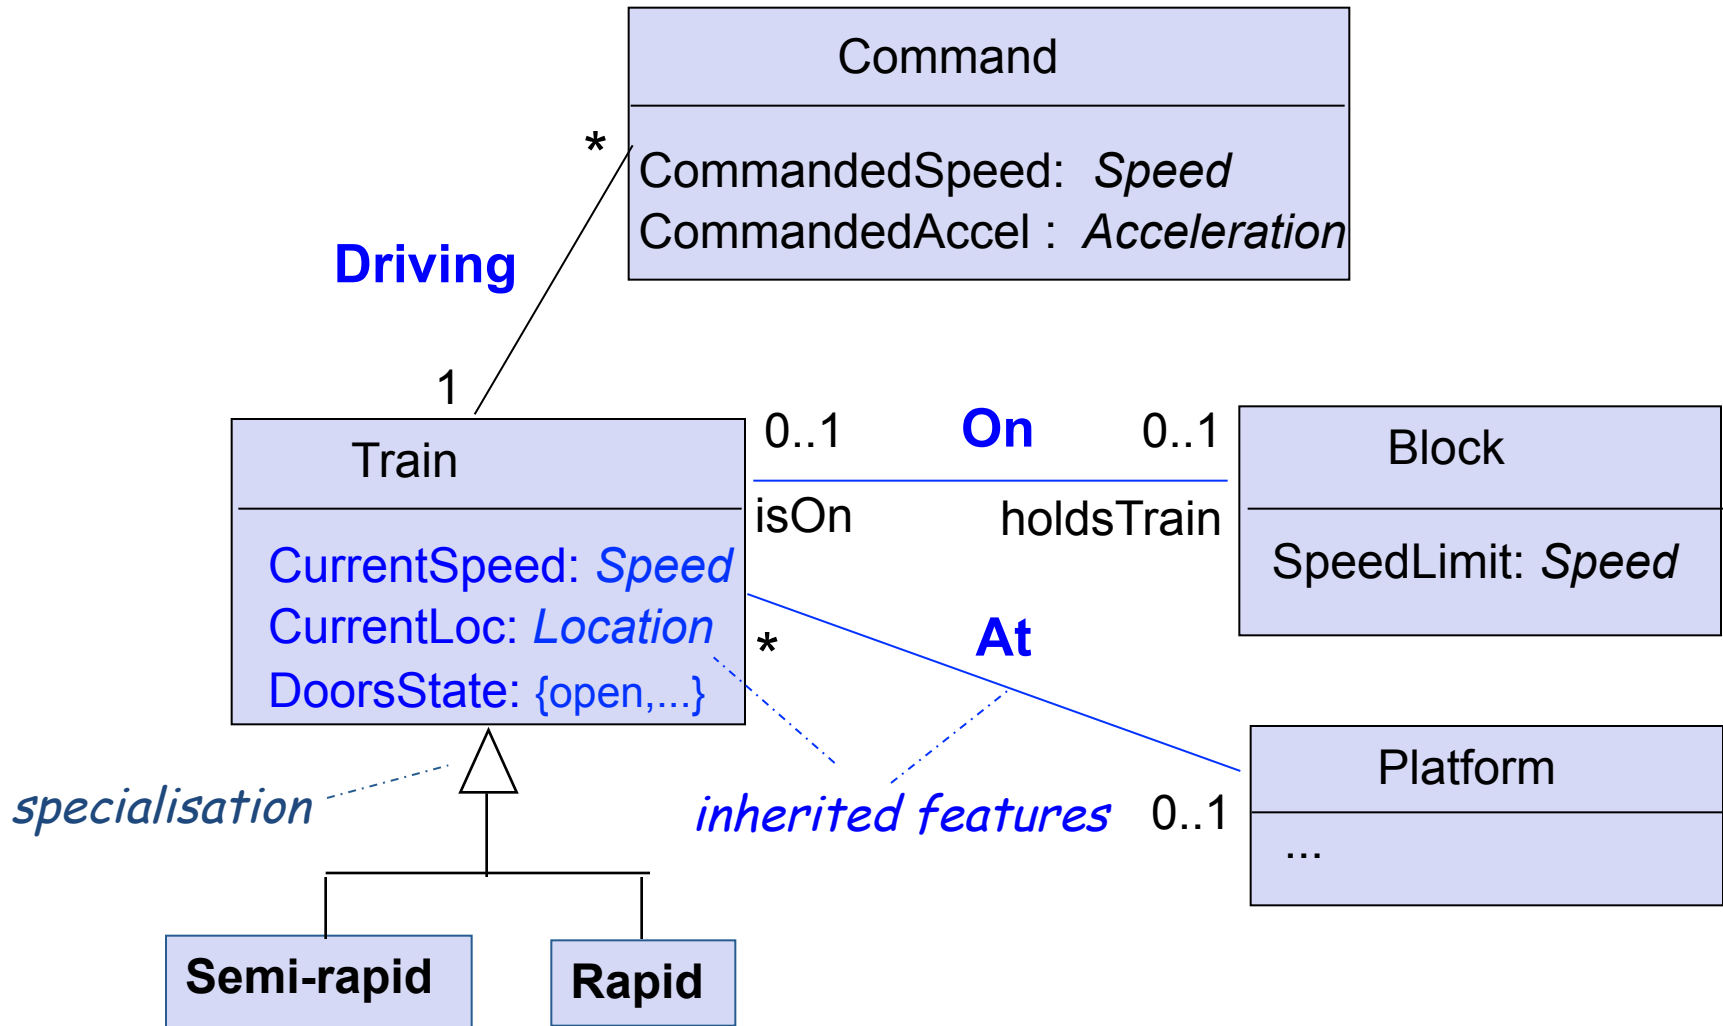 Command
*
CommandedSpeed: Speed
CommandedAccel : Acceleration
Driving
1
Train
0..1
On
0..1
Block
isOn
holdsTrain
CurrentSpeed: Speed
SpeedLimit: Speed
CurrentLoc: Location
*
At
DoorsState: {open,...}
Platform
specialisation
inherited features
0..1
...
Semi-rapid
Rapid